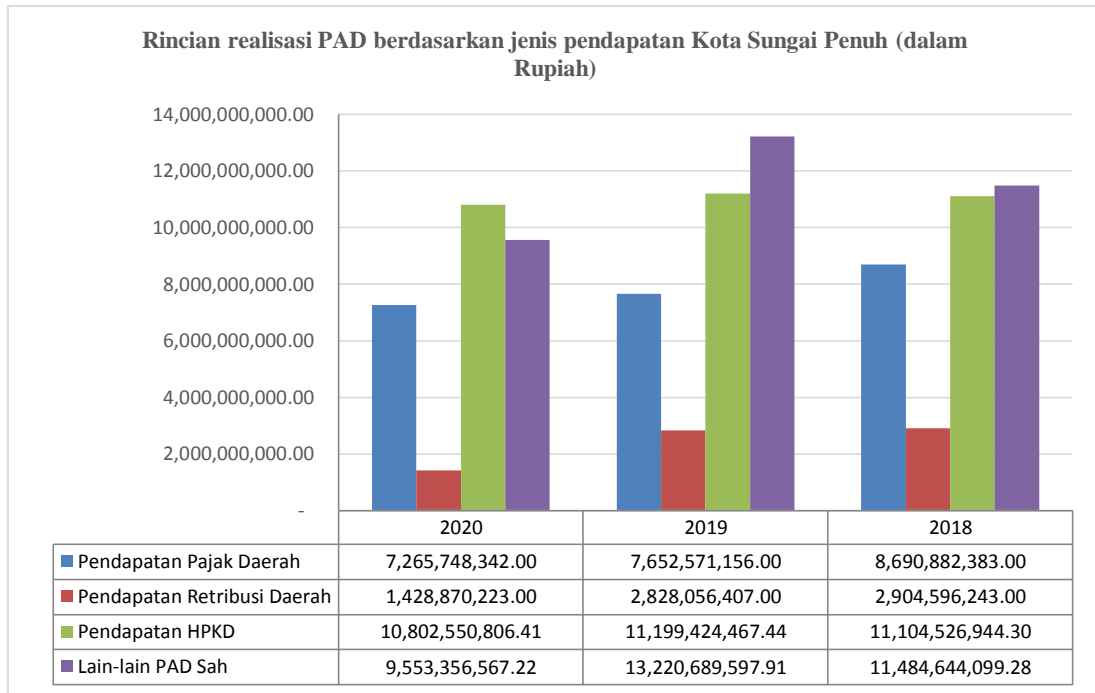 Rincian realisasi PAD berdasarkan jenis pendapatan Kota Sungai Penuh (dalam
Rupiah)
14,000,000,000.00
12,000,000,000.00
10,000,000,000.00
8,000,000,000.00
6,000,000,000.00
4,000,000,000.00
2,000,000,000.00
-
2020 2019 2018
Pendapatan Pajak Daerah 7,265,748,342.00 7,652,571,156.00 8,690,882,383.00
Pendapatan Retribusi Daerah 1,428,870,223.00 2,828,056,407.00 2,904,596,243.00
Pendapatan HPKD 10,802,550,806.41 11,199,424,467.44 11,104,526,944.30
Lain-lain PAD Sah 9,553,356,567.22 13,220,689,597.91 11,484,644,099.28